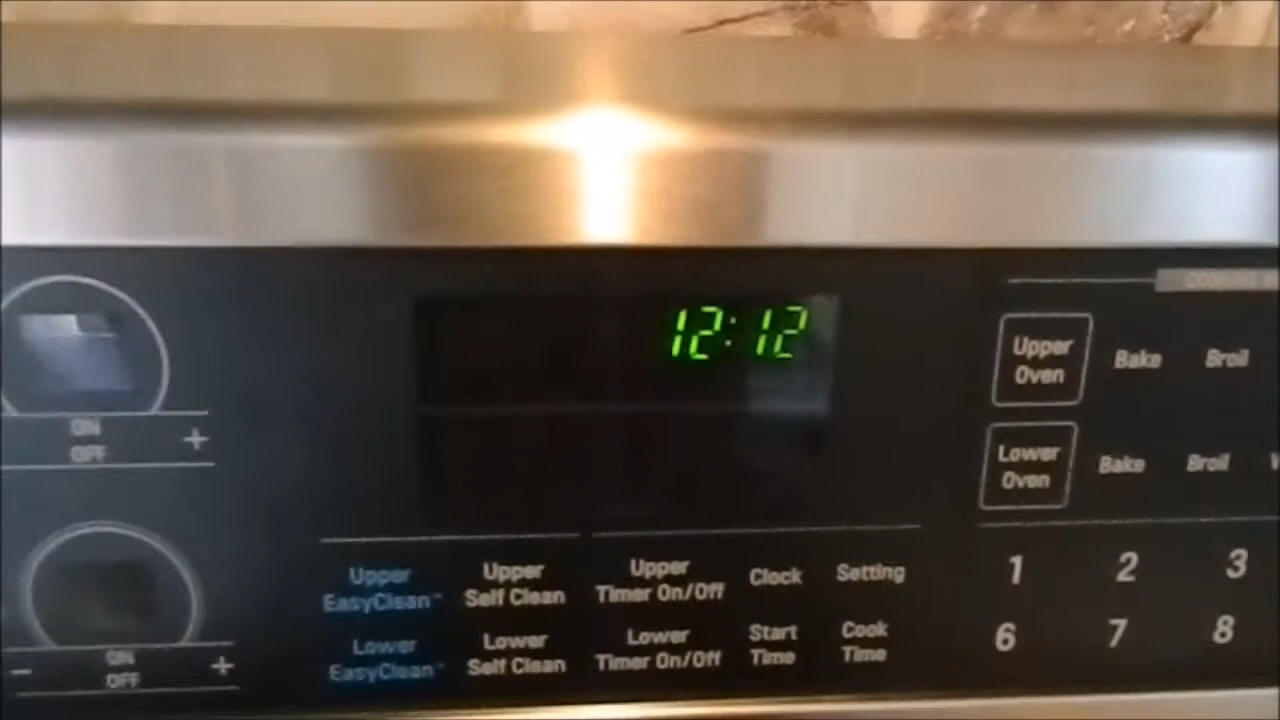 12:12
ON
OFF
+
ON
OFF
- +
Upper
Oven
Bake Broil
Lower
Oven
Bake Broil
Upper
EasyClean™
Upper
Self Clean
Upper
Timer On/Off
Clock
Setting
Lower
EasyClean™
Lower
Self Clean
Lower
Timer On/Off
Start
Time
Cook
Time
1 2 3
6 7 8